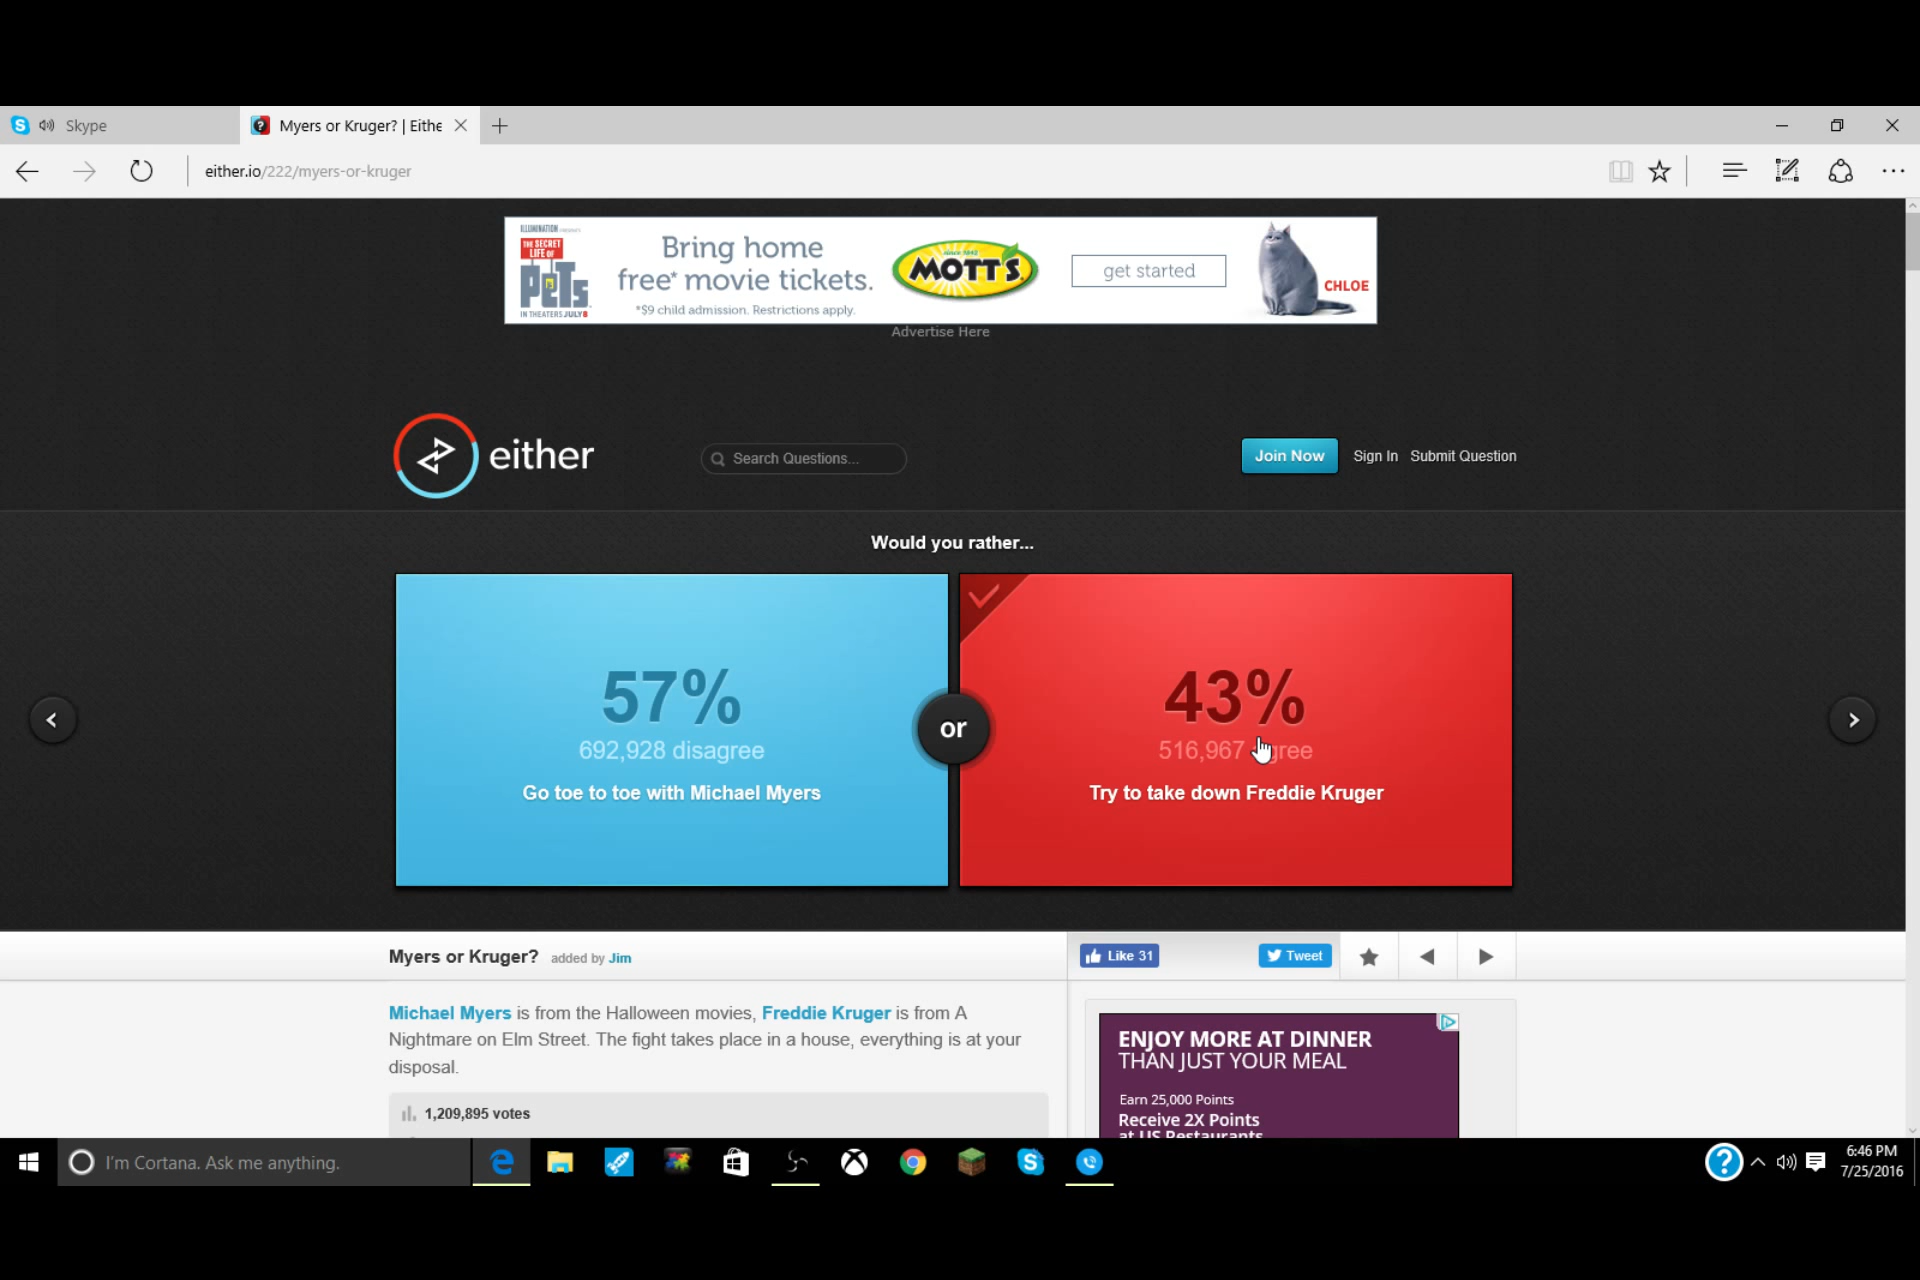 Skype
Myers or Kruger? | Eithe
either.io/222/myers-or-kruger
ILLUMINATION
THE SECRET
LIFE OF
PETS
IN THEATERS JULY 8
Bring home
free* movie tickets.
*$9 child admission. Restrictions apply.
since 1842
MOTT'S
get started
CHLOE
Advertise Here
either
Search Questions...
Join Now
Sign In
Submit Question
Would you rather...
57%
692,928 disagree
Go toe to toe with Michael Myers
or
43%
516,967 gree
Try to take down Freddie Kruger
Myers or Kruger? added by Jim
Like 31
Tweet
Michael Myers is from the Halloween movies, Freddie Kruger is from A
Nightmare on Elm Street. The fight takes place in a house, everything is at your
disposal.
1,209,895 votes
ENJOY MORE AT DINNER
THAN JUST YOUR MEAL
Earn 25,000 Points
Receive 2X Points
at US Restaurants
I'm Cortana. Ask me anything.
6:46 PM
7/25/2016